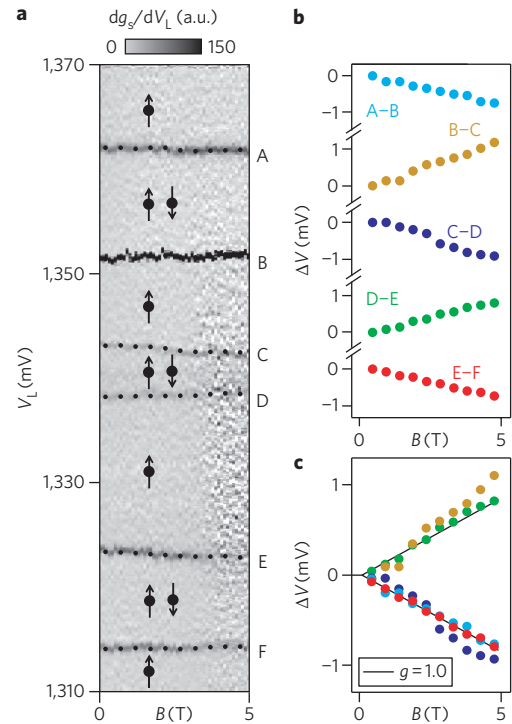 a
dgₛ/dV_L (a.u.)
0 150
1,370
1,350
1,330
1,310
V_L (mV)
A
B
C
D
E
F
0 B(T) 5
b
0
−1
1
0
0
−1
1
0
0
−1
ΔV (mV)
A–B
B–C
C–D
D–E
E–F
0 B(T) 5
c
1
0
−1
ΔV (mV)
g = 1.0
0 B(T) 5